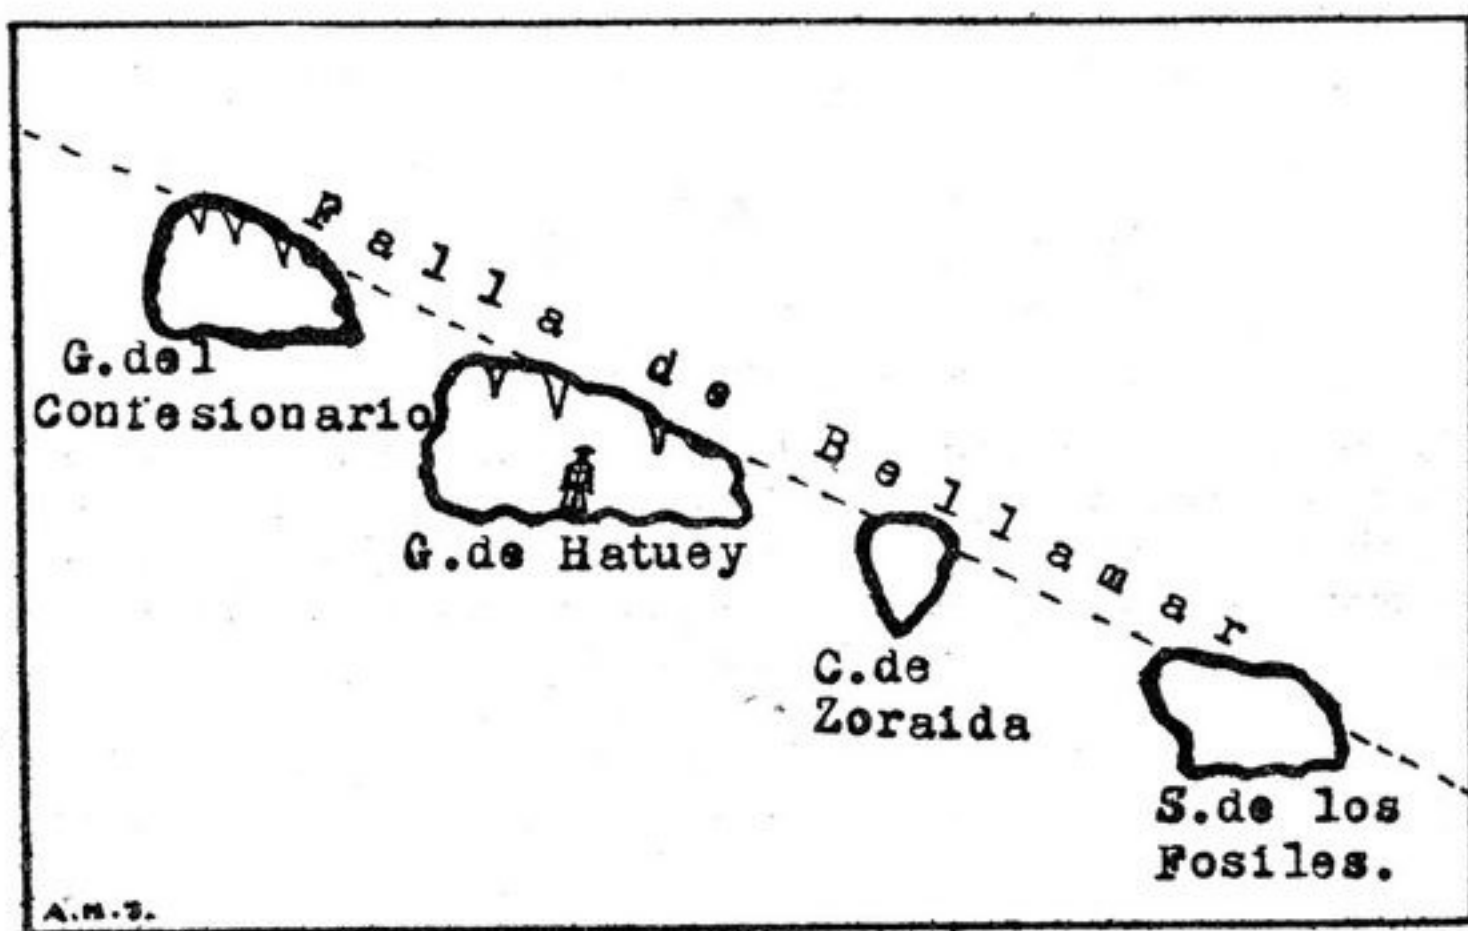 Falla de Bellamar
G.del
Confesionario
G.de Hatuey
C.de
Zoraida
S.de los
Fosiles.